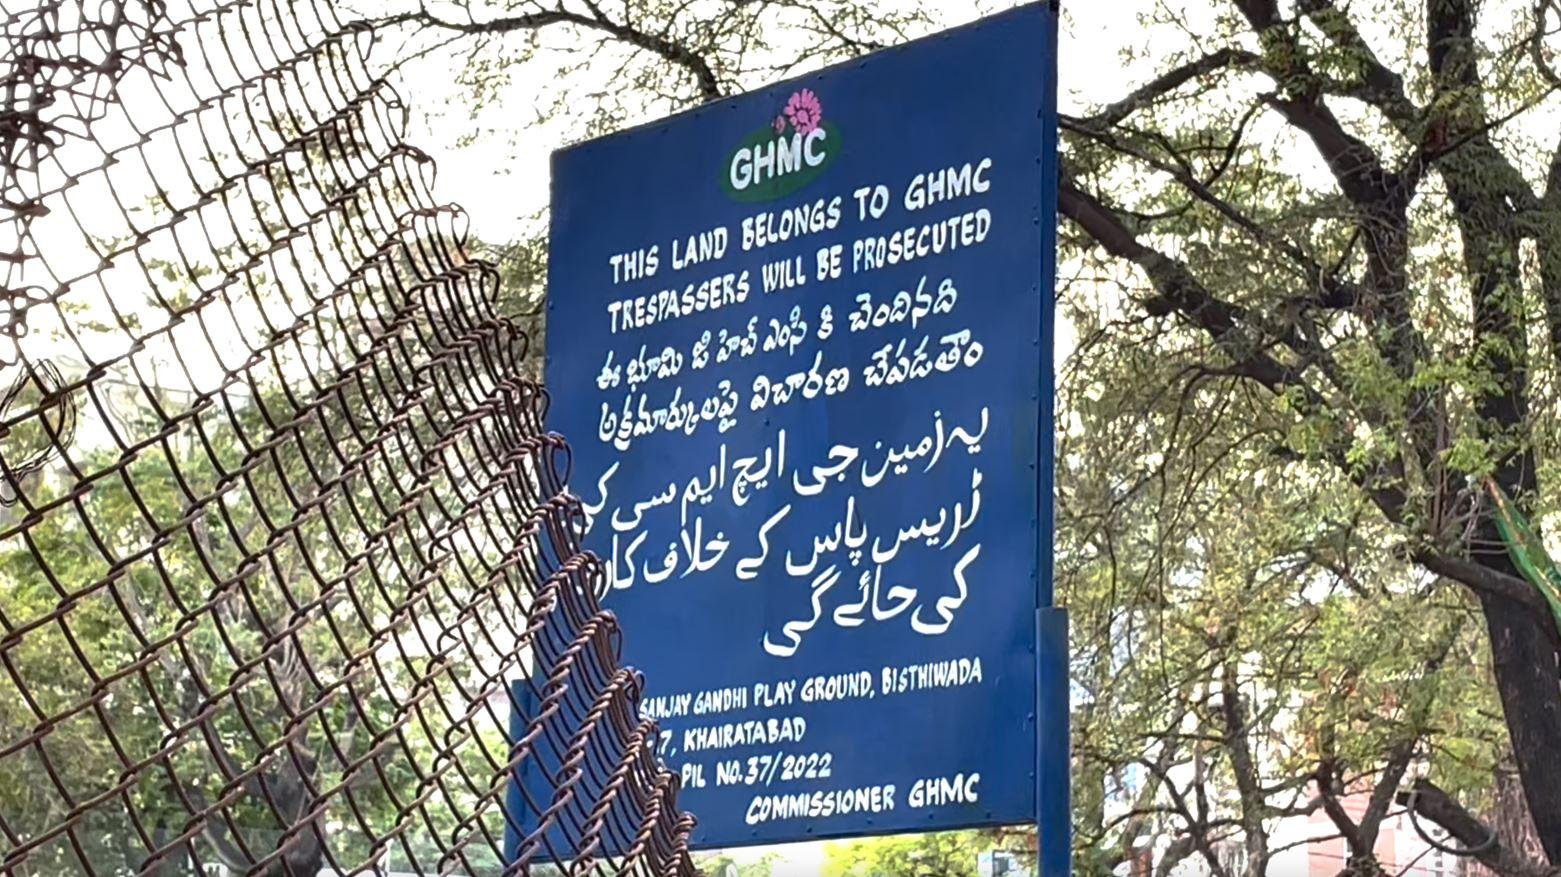 GHMC
THIS LAND BELONGS TO GHMC
TRESPASSERS WILL BE PROSECUTED
ఈ భూమి జి హెచ్ ఎంసి కి చెందినది
అక్రమార్కులపై విచారణ చేపడతాం
یہ زمین جی ایچ ایم سی کی
ٹریس پاس کے خلاف
کی جائے گی
SANJAY GANDHI PLAY GROUND, BISTHIWADA
7, KHAIRATABAD
PIL NO.37/2022
COMMISSIONER GHMC